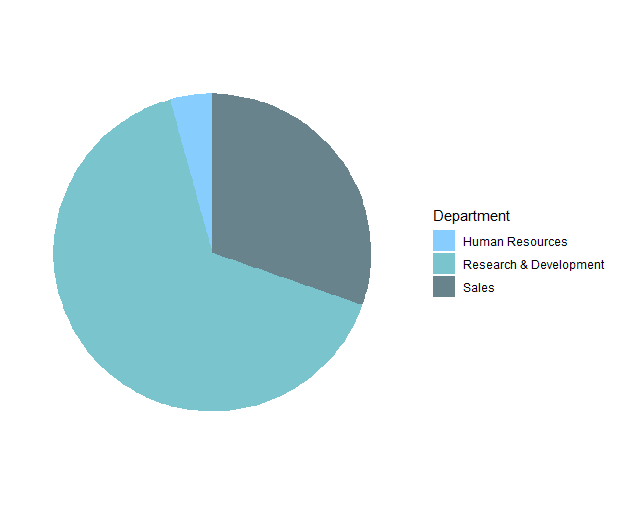 Department
Human Resources
Research & Development
Sales